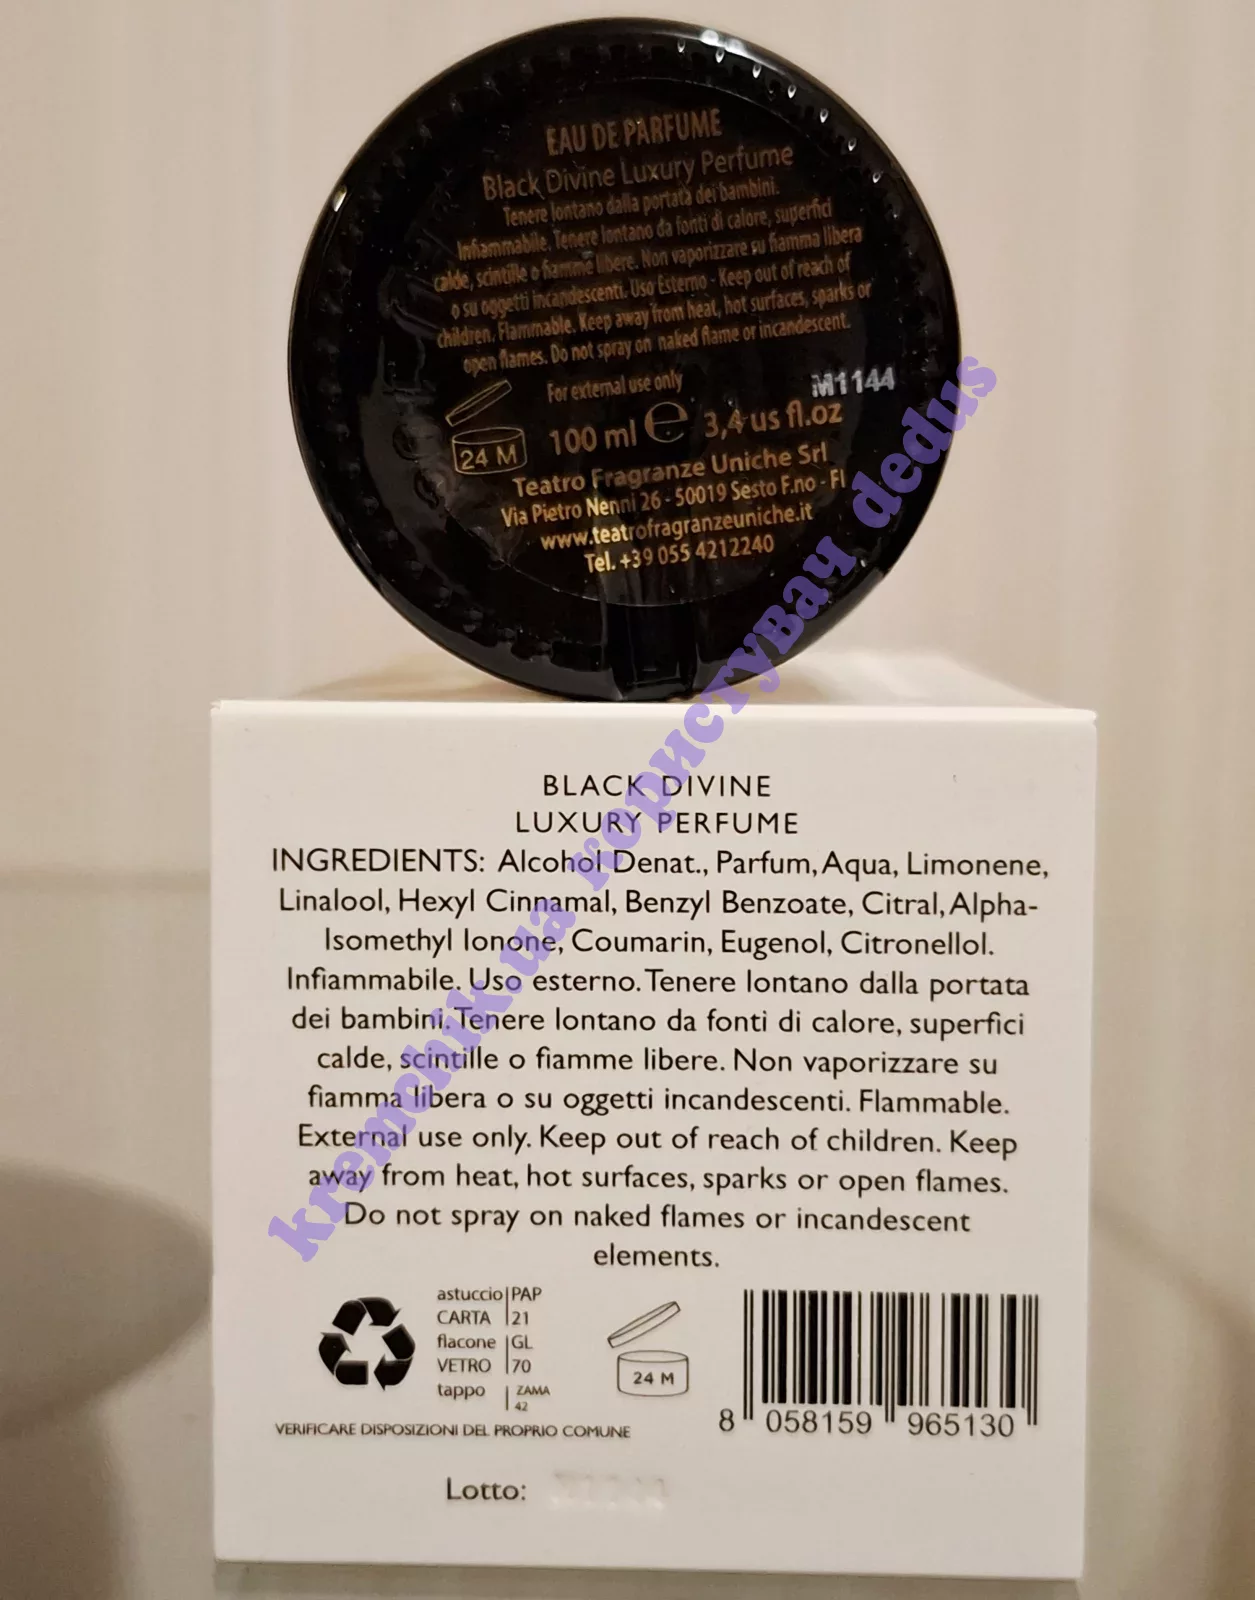 EAU DE PARFUME
Black Divine Luxury Perfume
Tenere lontano dalla portata dei bambini.
Infiammabile. Tenere lontano da fonti di calore, superfici
calde, scintille o fiamme libere. Non vaporizzare su fiamma libera
o su oggetti incandescenti. Uso Esterno - Keep out of reach of
children. Flammable. Keep away from heat, hot surfaces, sparks or
open flames. Do not spray on naked flame or incandescent.
For external use only
M1144
24 M
100 ml e 3,4 us fl.oz
Teatro Fragranze Uniche Srl
Via Pietro Nenni 26 - 50019 Sesto F.no - FI
www.teatrofragranzeuniche.it
Tel. +39 055 4212240
kremchik.ua користувач dedus
BLACK DIVINE
LUXURY PERFUME
INGREDIENTS: Alcohol Denat., Parfum, Aqua, Limonene,
Linalool, Hexyl Cinnamal, Benzyl Benzoate, Citral, Alpha-
Isomethyl Ionone, Coumarin, Eugenol, Citronellol.
Infiammabile. Uso esterno. Tenere lontano dalla portata
dei bambini. Tenere lontano da fonti di calore, superfici
calde, scintille o fiamme libere. Non vaporizzare su
fiamma libera o su oggetti incandescenti. Flammable.
External use only. Keep out of reach of children. Keep
away from heat, hot surfaces, sparks or open flames.
Do not spray on naked flames or incandescent
elements.
astuccio PAP
CARTA 21
flacone GL
VETRO 70
tappo ZAMA
42
24 M
8 058159 965130
VERIFICARE DISPOSIZIONI DEL PROPRIO COMUNE
Lotto: